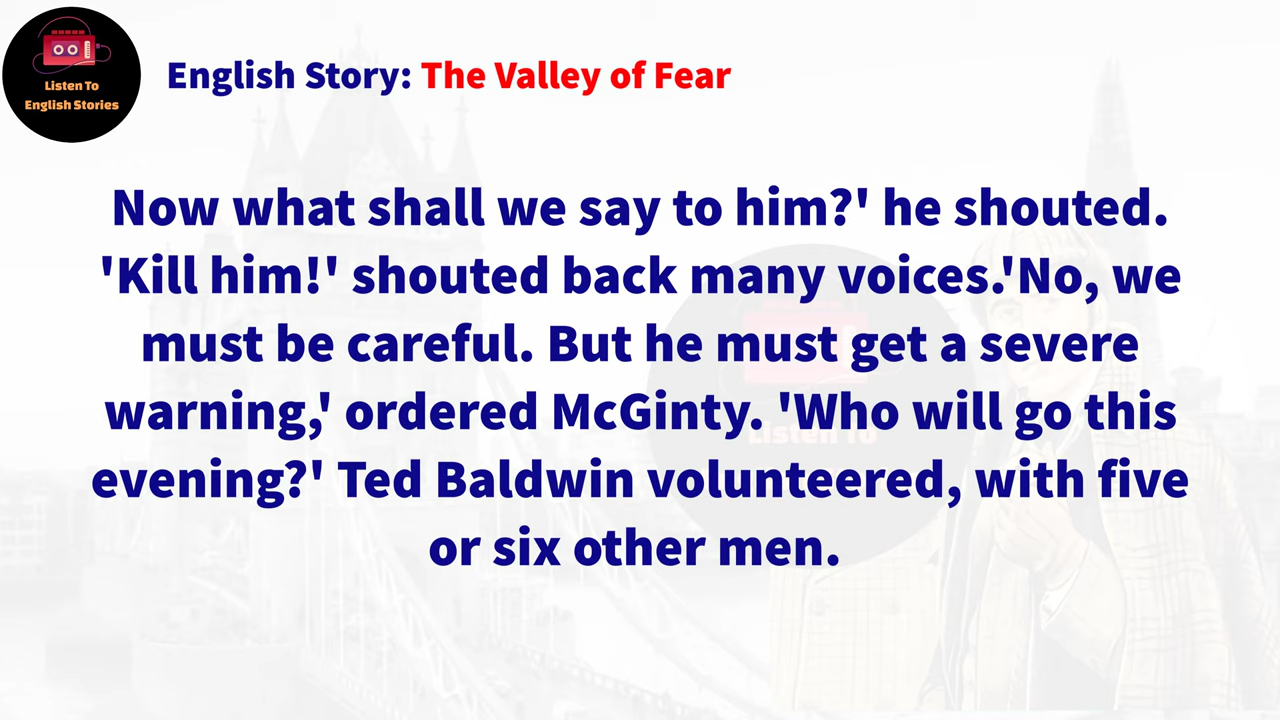 Listen To
English Stories
English Story: The Valley of Fear
Now what shall we say to him?' he shouted.
'Kill him!' shouted back many voices.'No, we
must be careful. But he must get a severe
warning,' ordered McGinty. 'Who will go this
evening?' Ted Baldwin volunteered, with five
or six other men.
Listen To